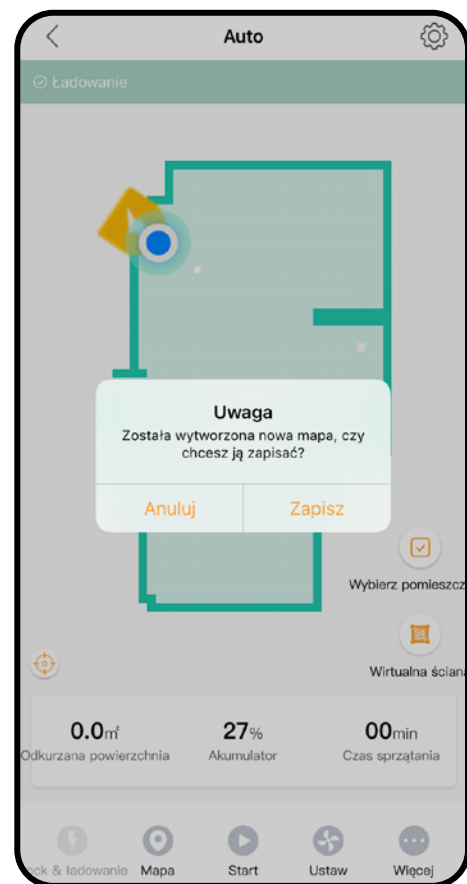 Auto
Ładowanie
Uwaga
Została wytworzona nowa mapa, czy
chcesz ją zapisać?
Anuluj Zapisz
Wybierz pomieszcz
Wirtualna ściana
0.0㎡ 27% 00min
Odkurzana powierzchnia Akumulator Czas sprzątania
ock & ładowanie Mapa Start Ustaw Więcej